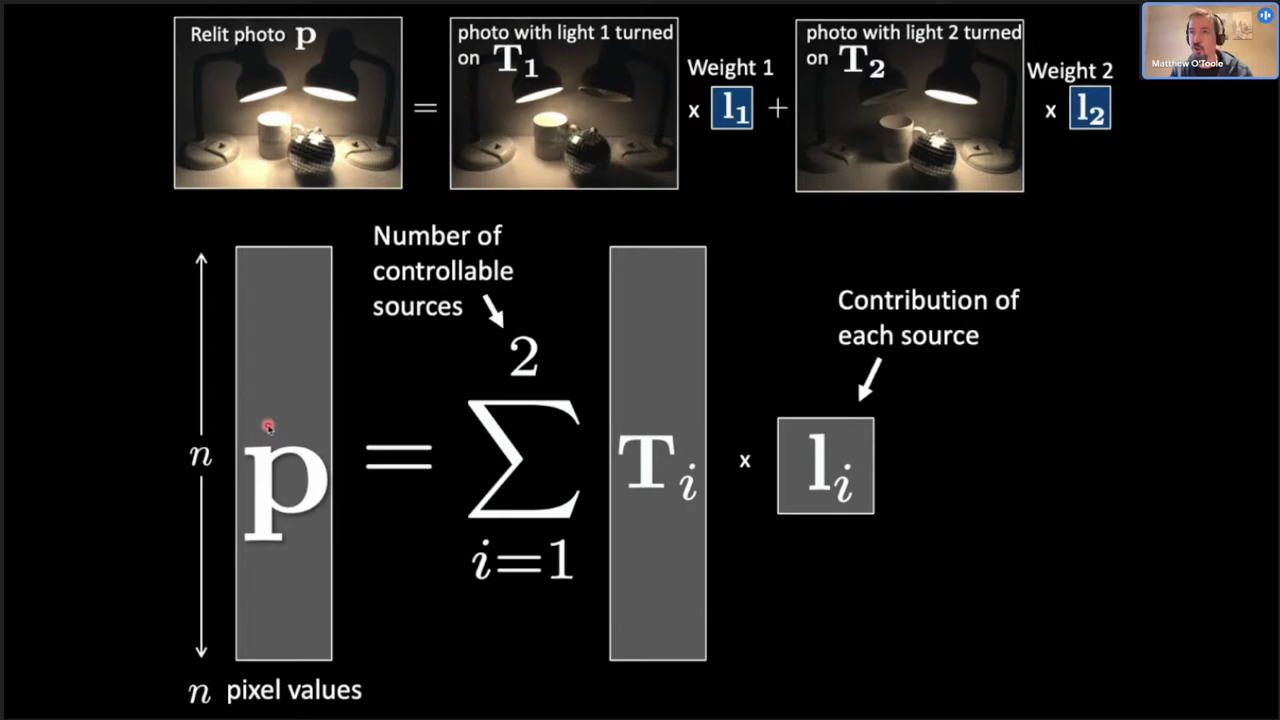 Relit photo p
=
photo with light 1 turned
on T₁
Weight 1
x l₁ +
photo with light 2 turned
on T₂
Weight 2
x l₂
Matthew O'Toole
Number of
controllable
sources
Contribution of
each source
n
p = ∑ i=1 2 Tᵢ x lᵢ
n pixel values